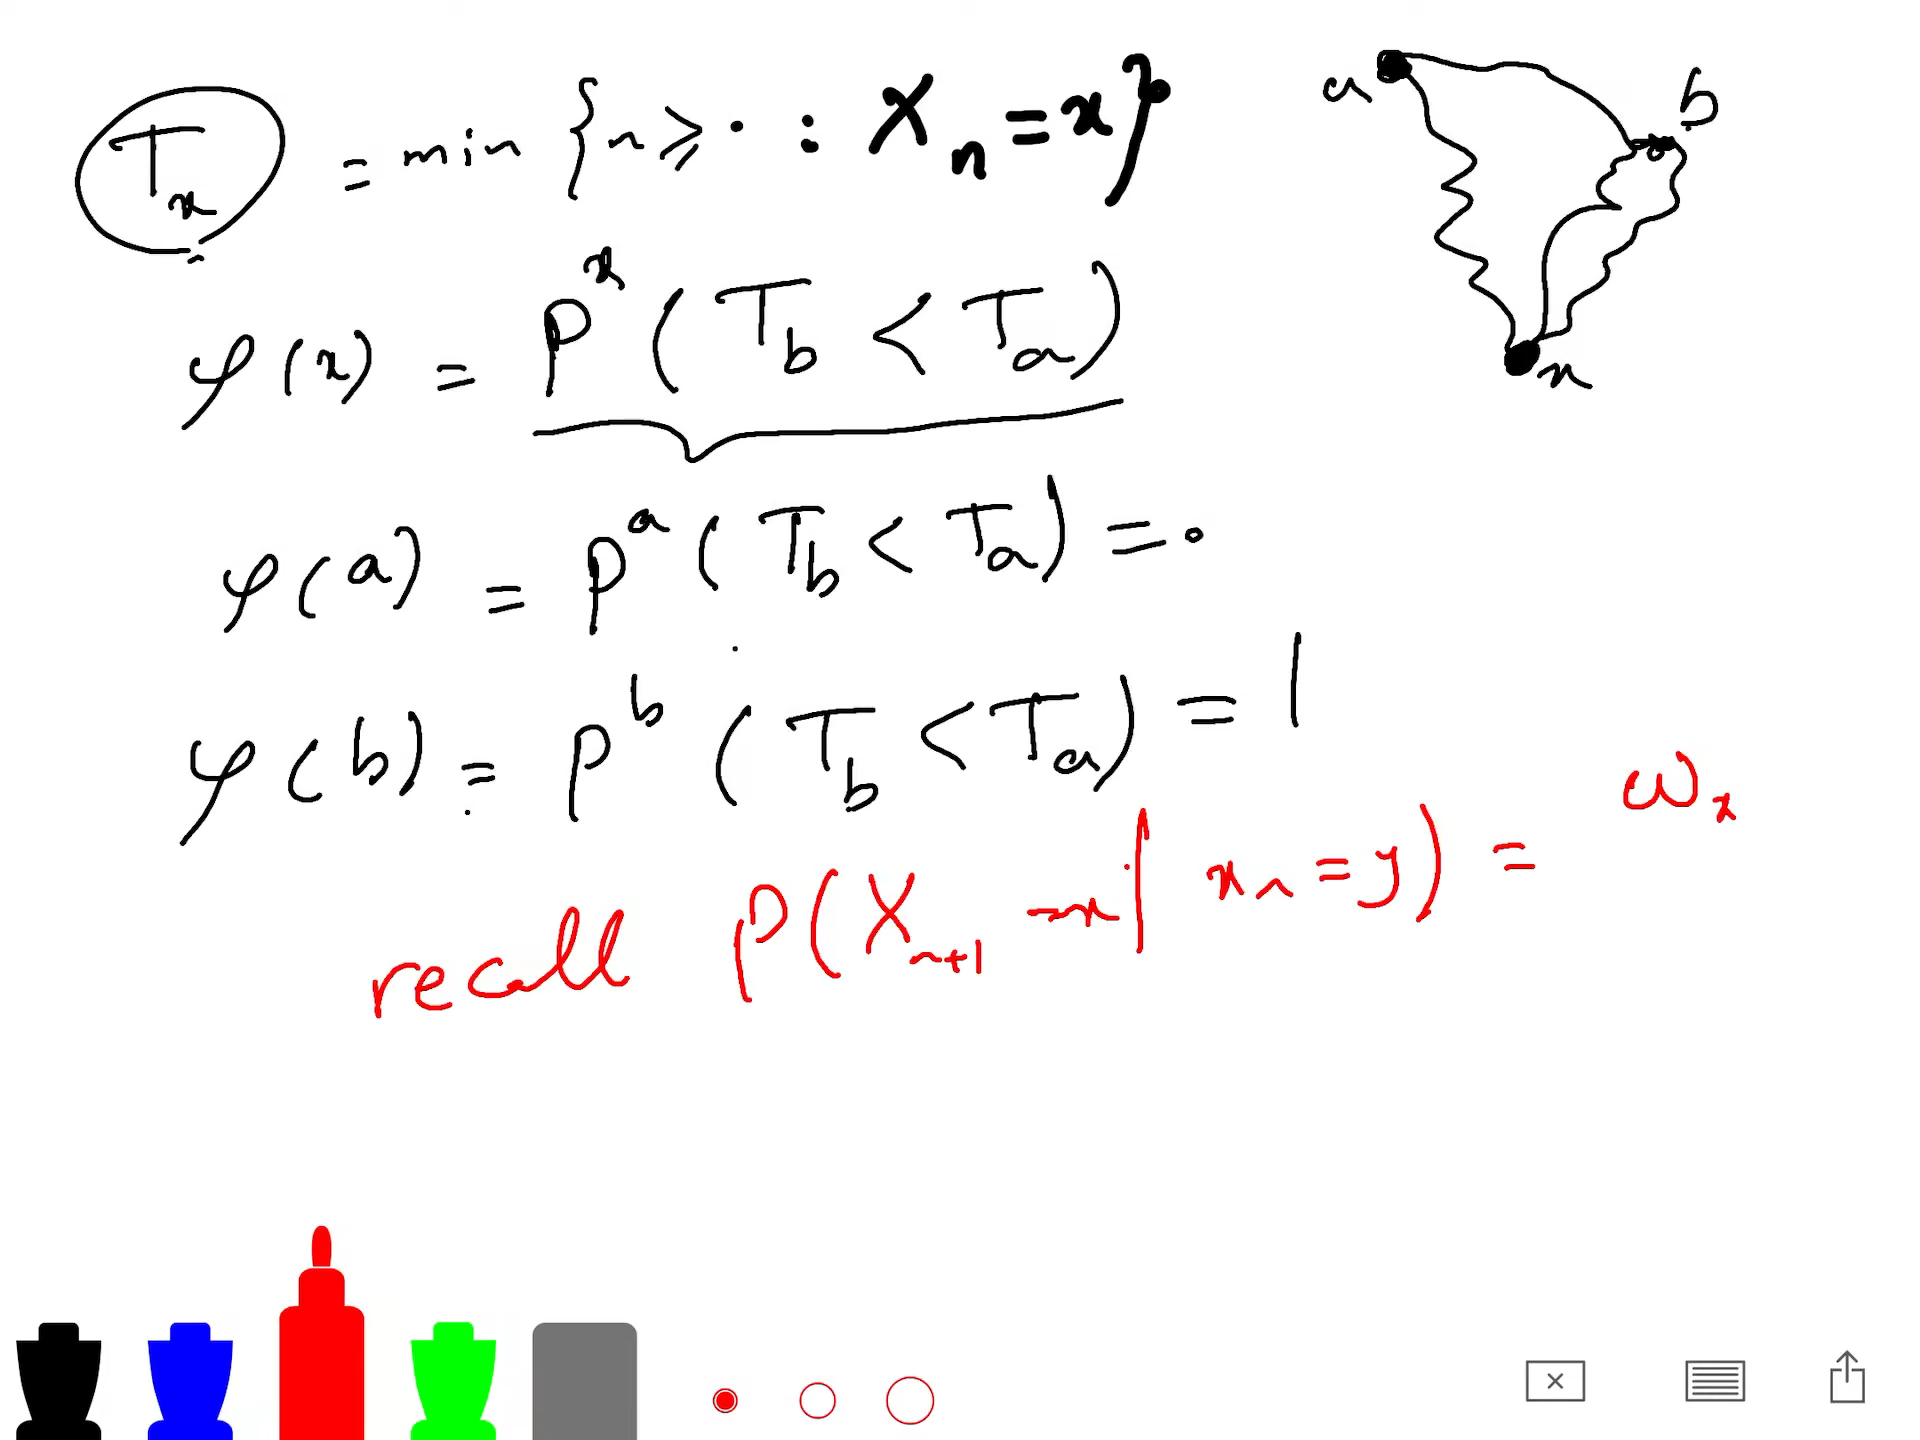 T_x = min {n ≥ 0 : X_n = x}
a
b
x
φ(x) = P^x (T_b < T_a)
φ(a) = P^a (T_b < T_a) = 0
φ(b) = P^b (T_b < T_a) = 1
recall P(X_{n+1} = x | x_n = y) = ω_x